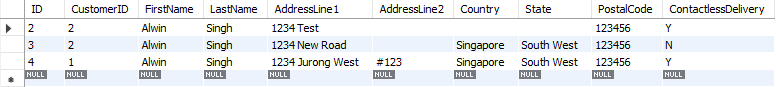 ID CustomerID FirstName LastName AddressLine1 AddressLine2 Country State PostalCode ContactlessDelivery
2 2 Alwin Singh 1234 Test 123456 Y
3 2 Alwin Singh 1234 New Road Singapore South West 123456 N
4 1 Alwin Singh 1234 Jurong West #123 Singapore South West 123456 Y
NULL NULL NULL NULL NULL NULL NULL NULL NULL NULL